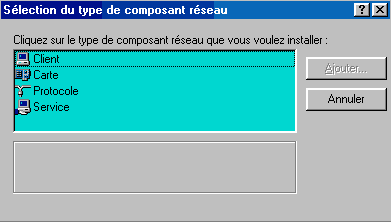 Sélection du type de composant réseau
Cliquez sur le type de composant réseau que vous voulez installer :
Client
Carte
Protocole
Service
Ajouter...
Annuler